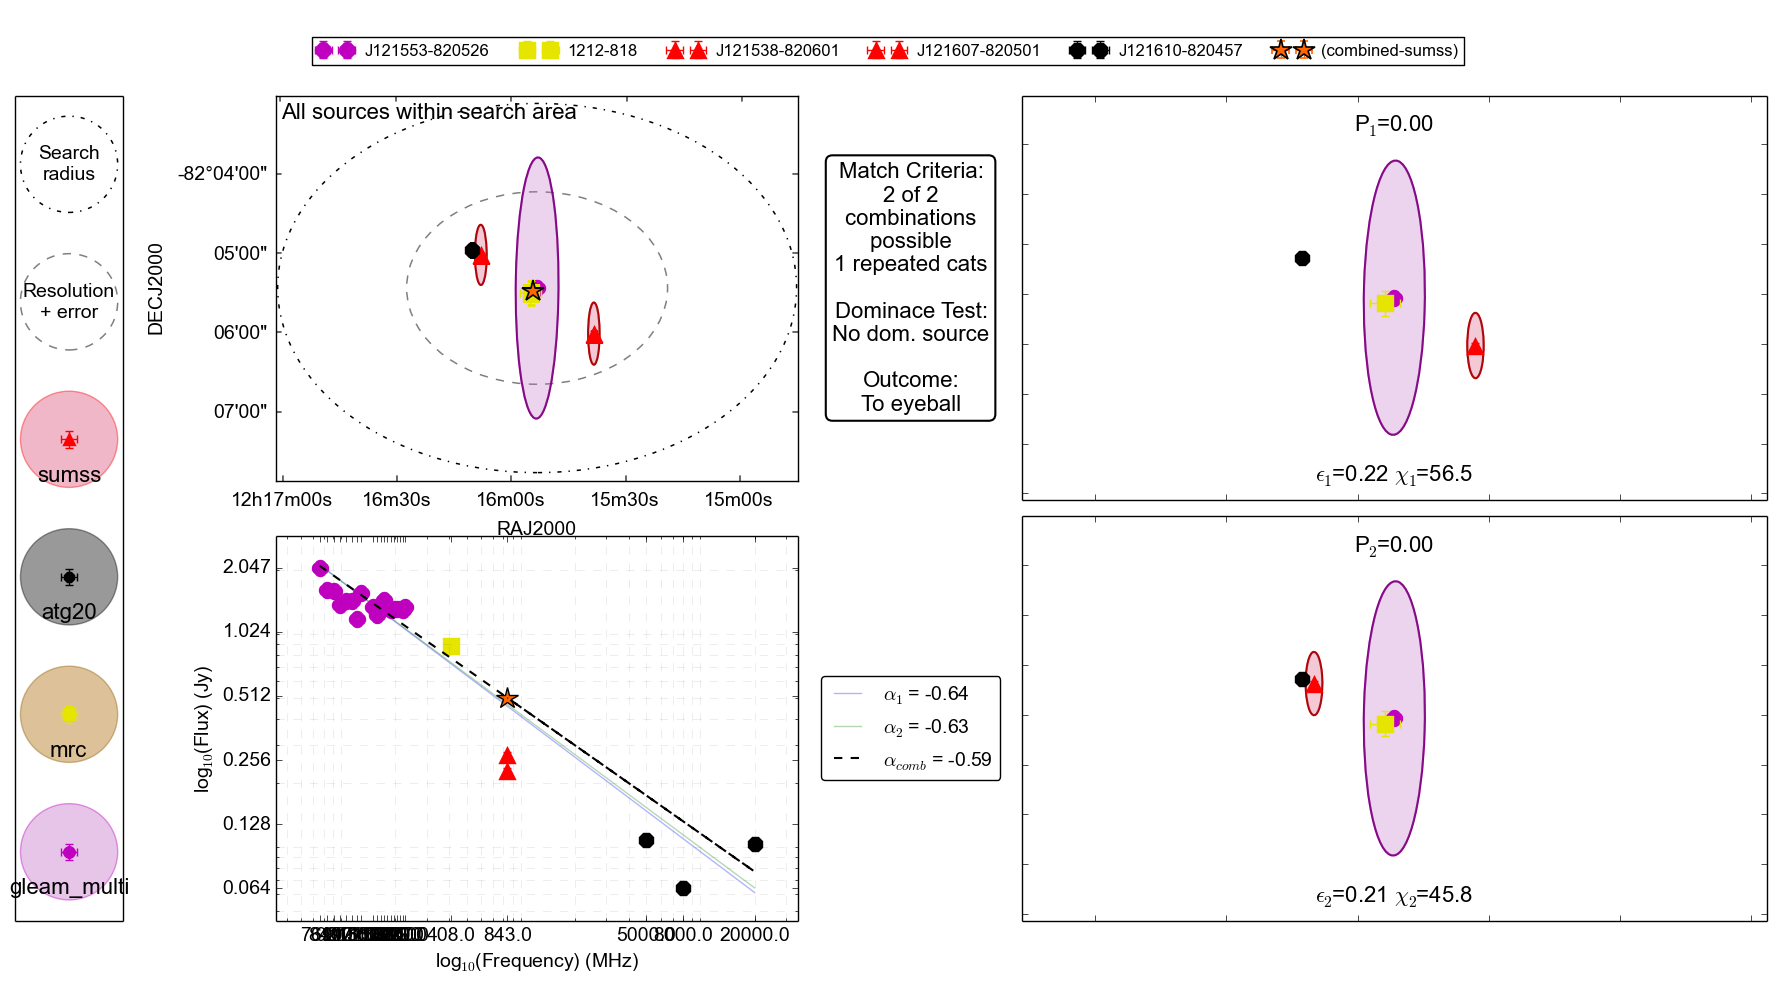 J121553-820526 1212-818 J121538-820601 J121607-820501 J121610-820457 (combined-sumss)
Search
radius
Resolution
+ error
sumss
atg20
mrc
gleam_multi
All sources within search area
DECJ2000
-82°04'00"
05'00"
06'00"
07'00"
12h17m00s 16m30s 16m00s 15m30s 15m00s
RAJ2000
Match Criteria:
2 of 2
combinations
possible
1 repeated cats
Dominace Test:
No dom. source
Outcome:
To eyeball
P1=0.00
ϵ1=0.22 χ1=56.5
P2=0.00
ϵ2=0.21 χ2=45.8
log10(Flux) (Jy)
2.047
1.024
0.512
0.256
0.128
0.064
408.0 843.0 5000.0 8000.0 20000.0
log10(Frequency) (MHz)
α1 = -0.64
α2 = -0.63
αcomb = -0.59